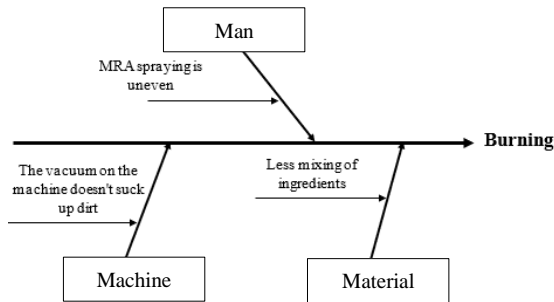 Man
MRA spraying is
uneven
Burning
The vacuum on the
machine doesn't suck
up dirt
Less mixing of
ingredients
Machine
Material